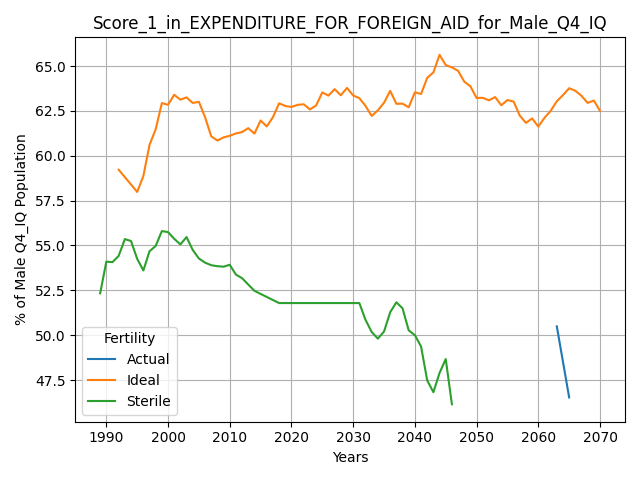 Score_1_in_EXPENDITURE_FOR_FOREIGN_AID_for_Male_Q4_IQ
% of Male Q4_IQ Population
65.0
62.5
60.0
57.5
55.0
52.5
50.0
47.5
Fertility
Actual
Ideal
Sterile
1990 2000 2010 2020 2030 2040 2050 2060 2070
Years